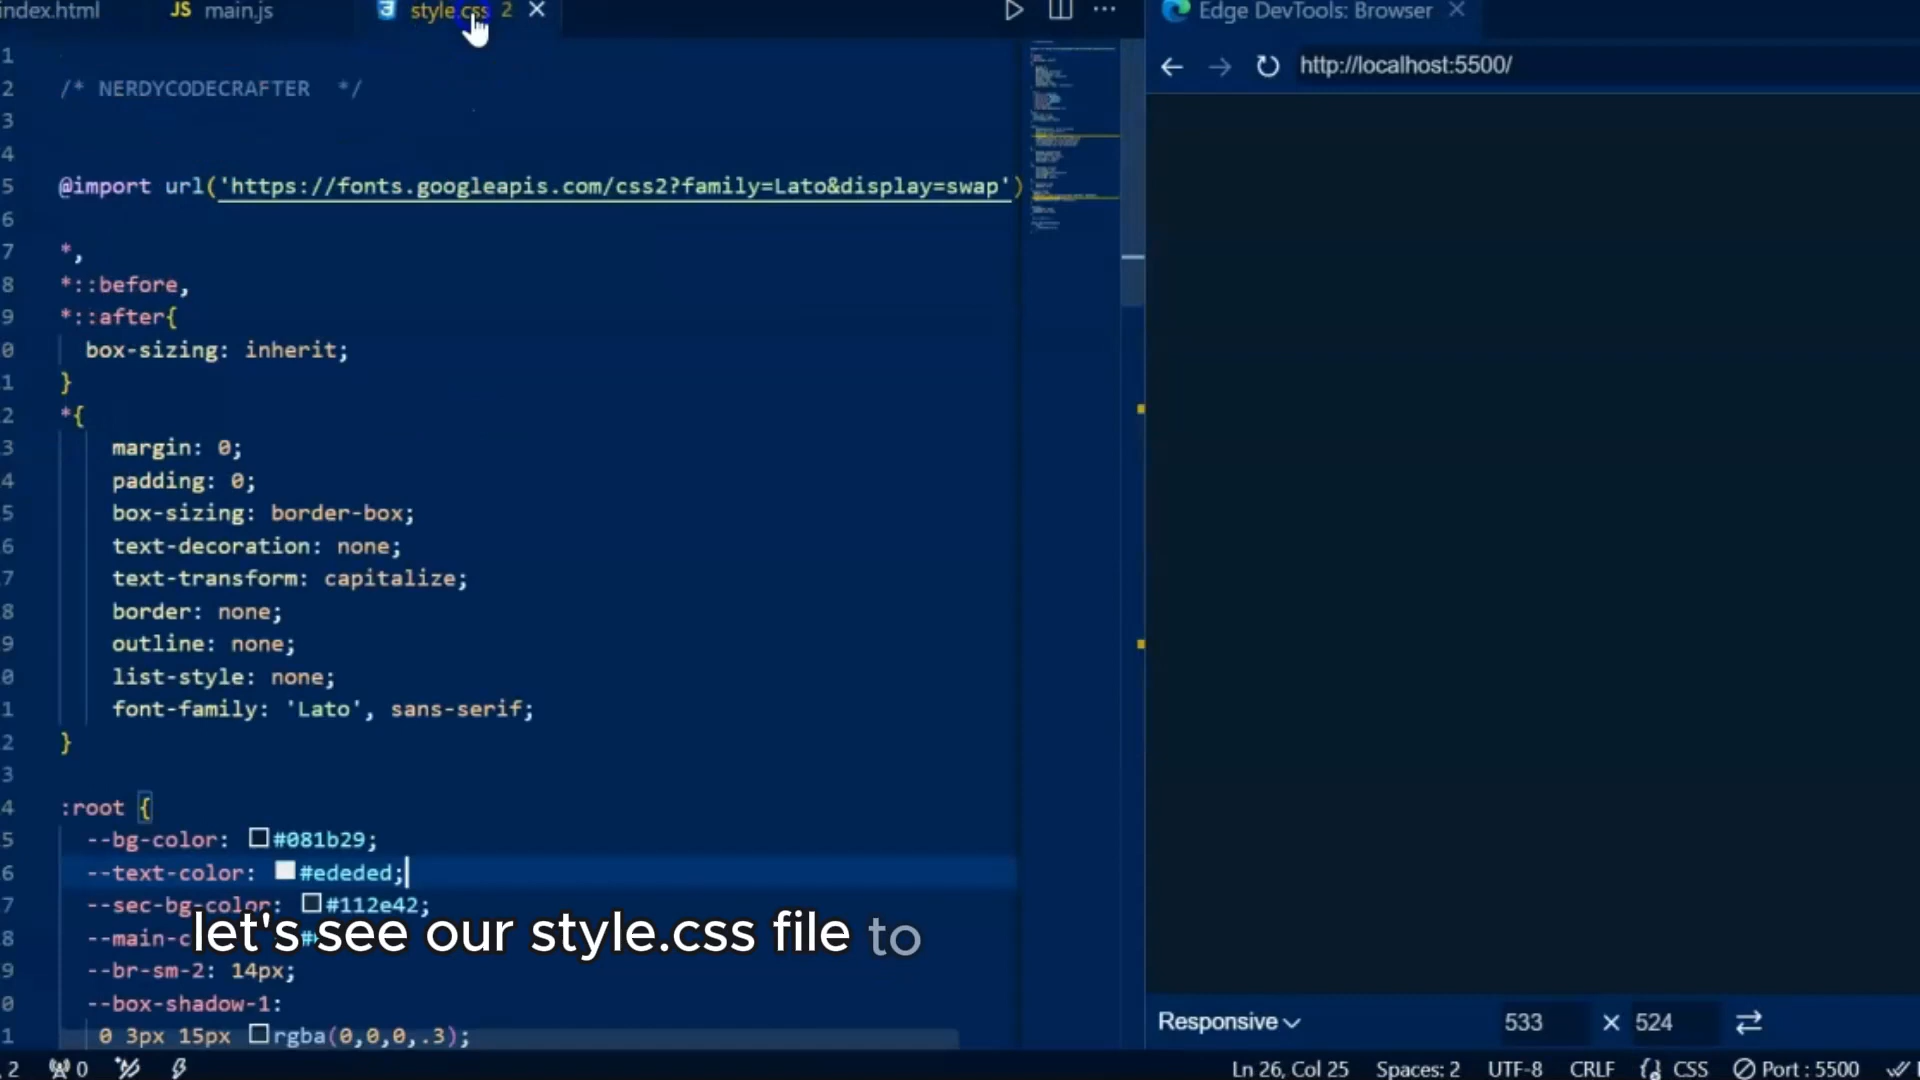 index.html JS main.js style.css 2
Edge DevTools: Browser
http://localhost:5500/
1
2 /* NERDYCODECRAFTER */
3
4
5 @import url('https://fonts.googleapis.com/css2?family=Lato&display=swap')
6
7 *,
8 *::before,
9 *::after{
0 box-sizing: inherit;
1 }
2 *{
3 margin: 0;
4 padding: 0;
5 box-sizing: border-box;
6 text-decoration: none;
7 text-transform: capitalize;
8 border: none;
9 outline: none;
0 list-style: none;
1 font-family: 'Lato', sans-serif;
2 }
3
4 :root {
5 --bg-color: #081b29;
6 --text-color: #ededed;
7 --sec-bg-color: #112e42;
8 --main-c #
let's see our style.css file to
9 --br-sm-2: 14px;
0 --box-shadow-1:
1 0 3px 15px rgba(0,0,0,.3);
Responsive 533 × 524
2 0 Ln 26, Col 25 Spaces: 2 UTF-8 CRLF CSS Port : 5500